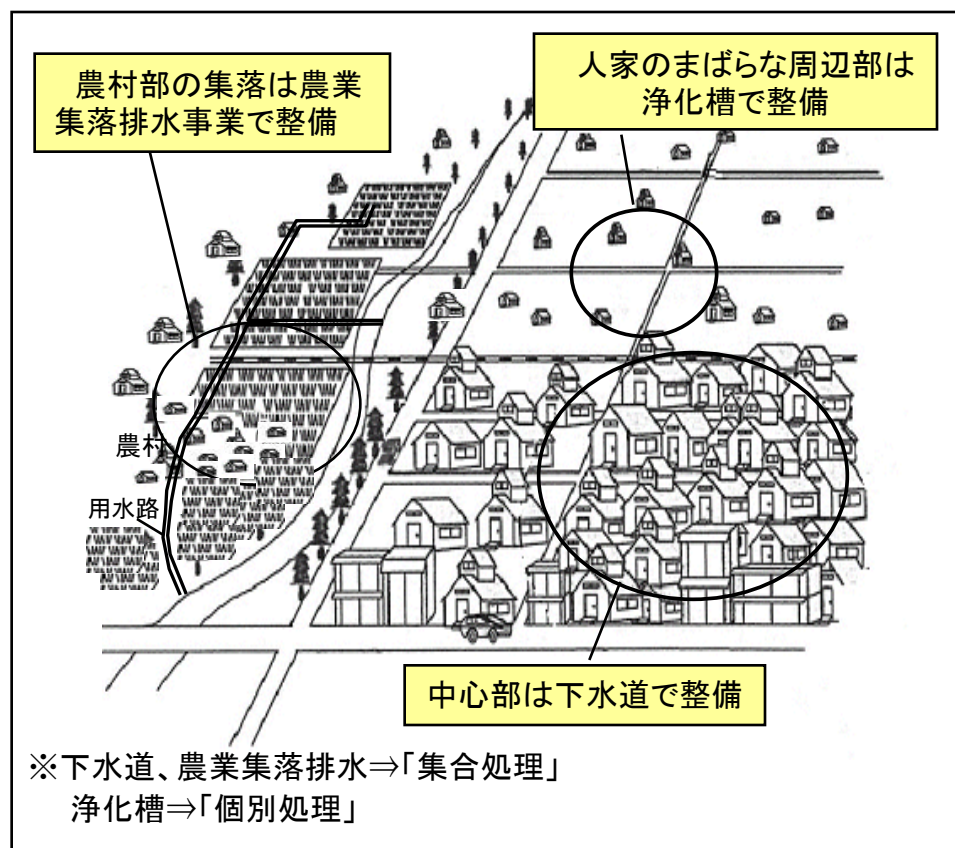 農村部の集落は農業
集落排水事業で整備
人家のまばらな周辺部は
浄化槽で整備
農村
用水路
中心部は下水道で整備
※下水道、農業集落排水⇒「集合処理」
浄化槽⇒「個別処理」